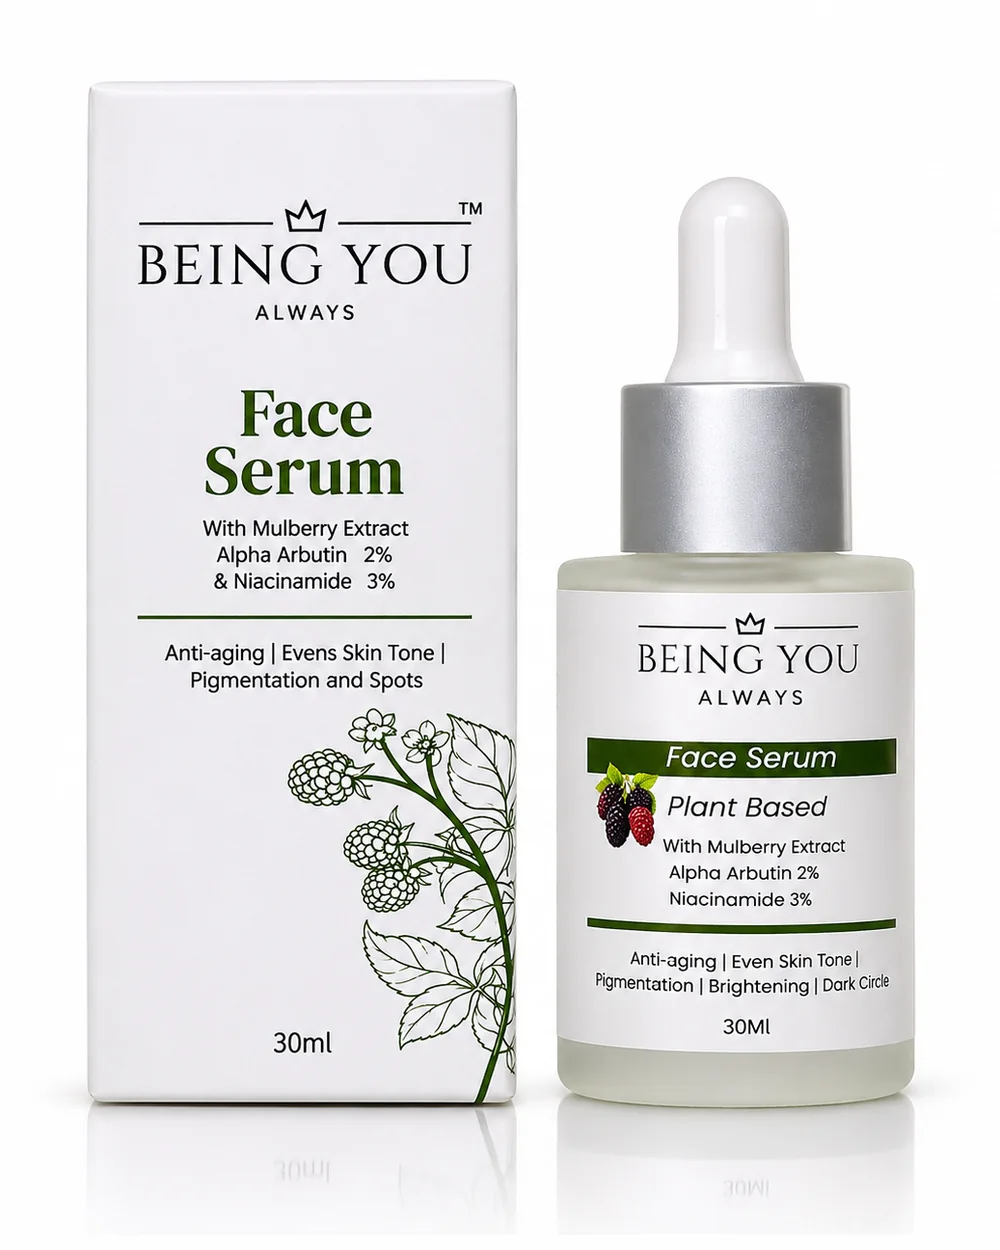 TM
BEING YOU
ALWAYS
Face
Serum
With Mulberry Extract
Alpha Arbutin 2%
& Niacinamide 3%
Anti-aging | Evens Skin Tone |
Pigmentation and Spots
30ml
BEING YOU
ALWAYS
Face Serum
Plant Based
With Mulberry Extract
Alpha Arbutin 2%
Niacinamide 3%
Anti-aging | Even Skin Tone |
Pigmentation | Brightening | Dark Circle
30Ml